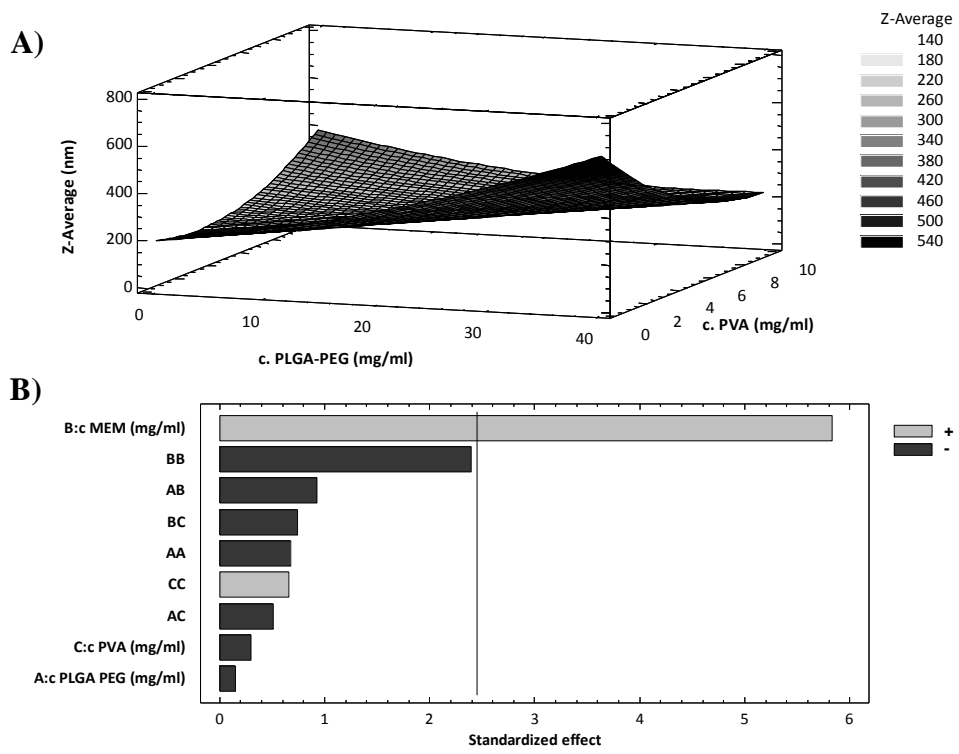 A)
Z-Average
140
180
220
260
300
340
380
420
460
500
540
800
600
400
200
0
Z-Average (nm)
0
10
20
30
40
c. PLGA-PEG (mg/ml)
0
2
4
6
8
10
c. PVA (mg/ml)
B)
B:c MEM (mg/ml)
BB
AB
BC
AA
CC
AC
C:c PVA (mg/ml)
A:c PLGA PEG (mg/ml)
+
-
0 1 2 3 4 5 6
Standardized effect